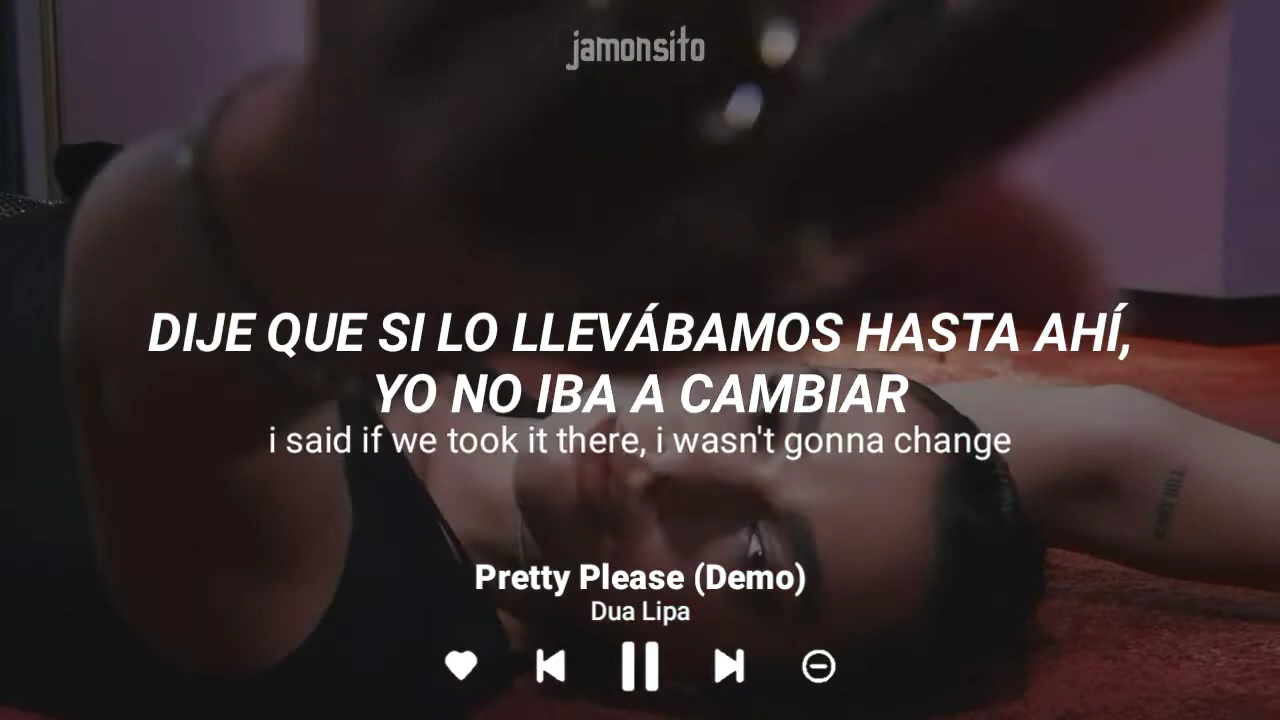 jamonsito
DIJE QUE SI LO LLEVÁBAMOS HASTA AHÍ,
YO NO IBA A CAMBIAR
i said if we took it there, i wasn't gonna change
Pretty Please (Demo)
Dua Lipa